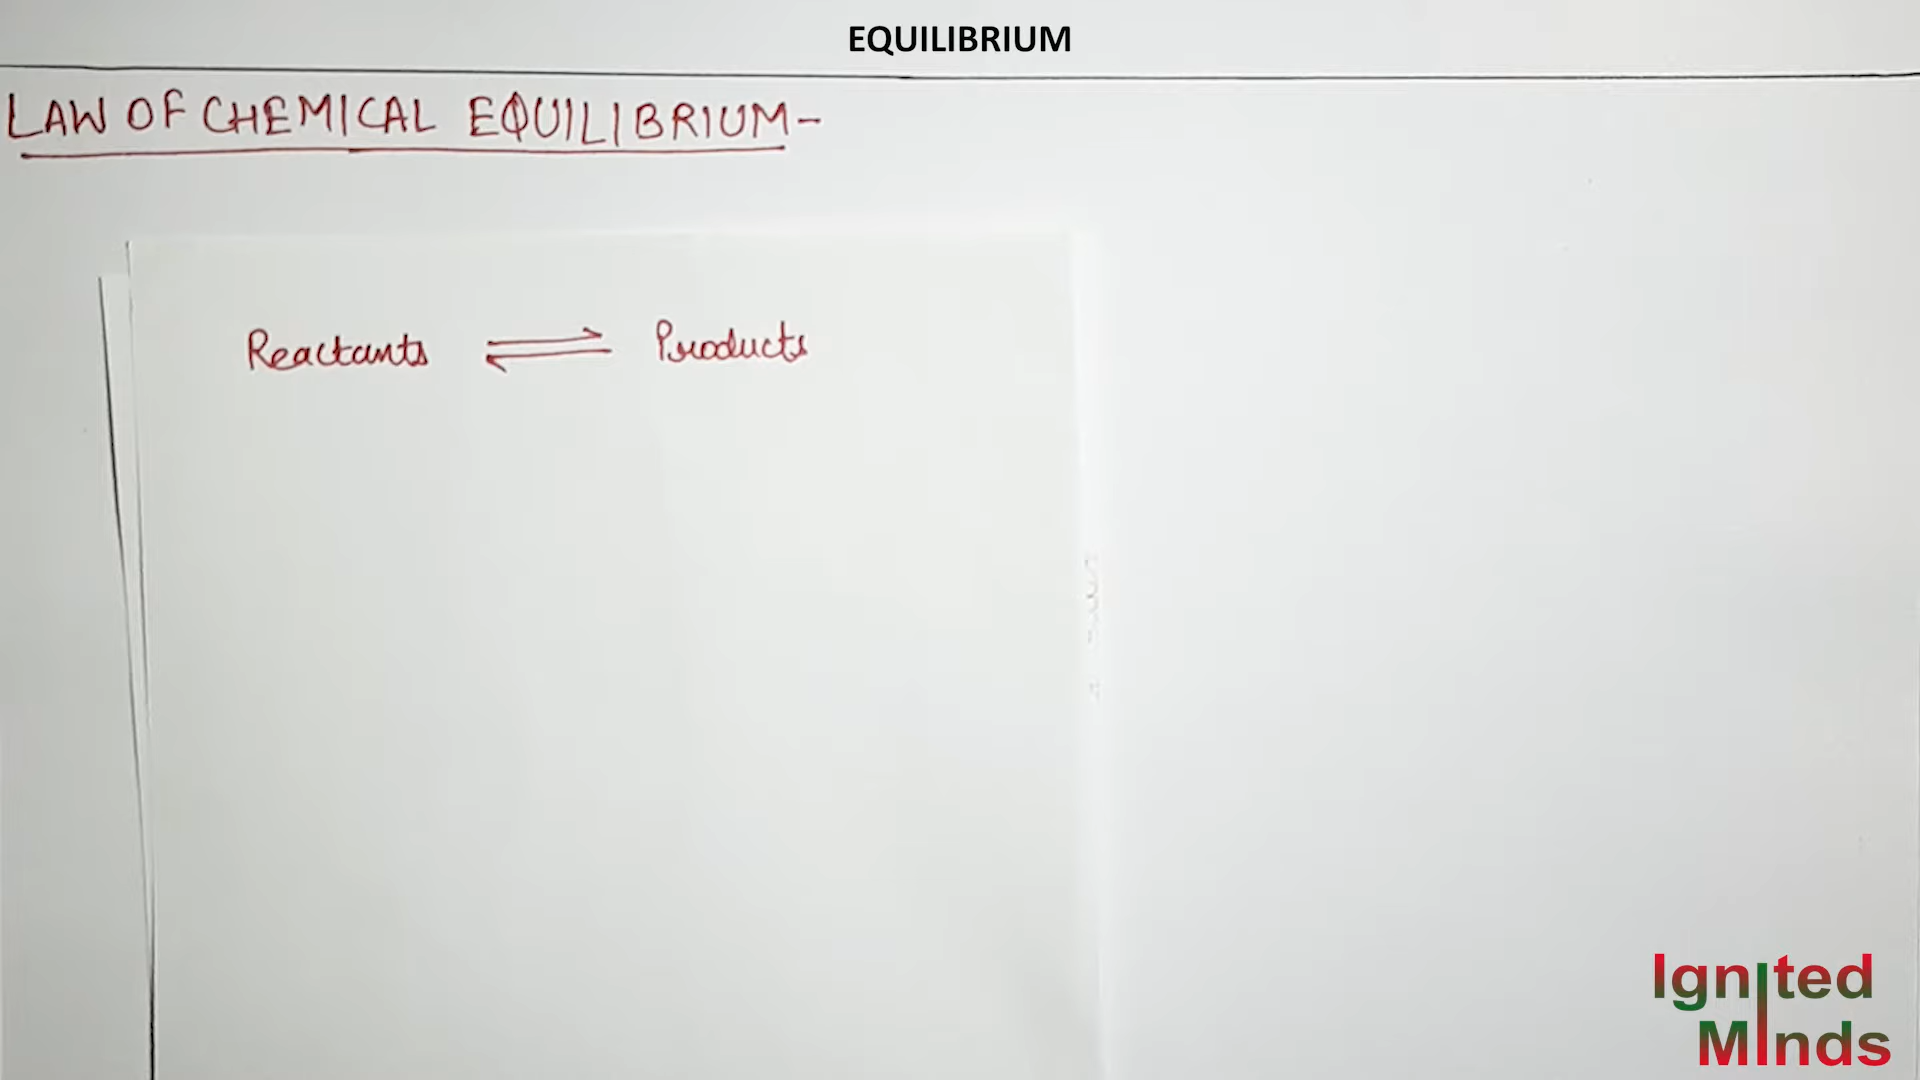 EQUILIBRIUM
LAW OF CHEMICAL EQUILIBRIUM-
Reactants ⇌ Products
Ignited
Minds